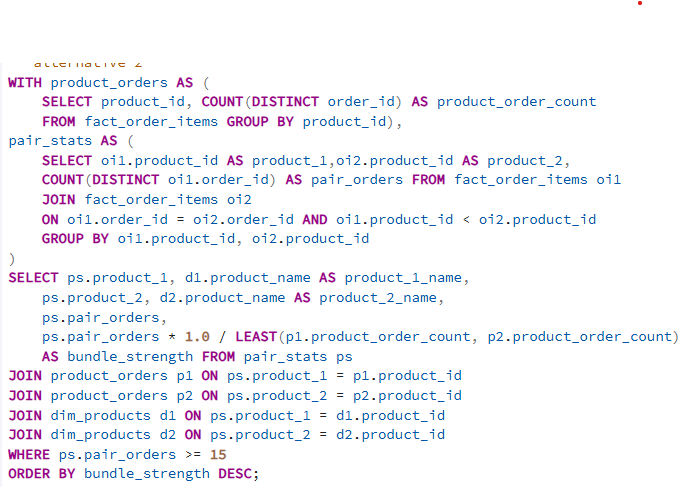 alternative 2
WITH product_orders AS (
    SELECT product_id, COUNT(DISTINCT order_id) AS product_order_count
    FROM fact_order_items GROUP BY product_id),
pair_stats AS (
    SELECT oi1.product_id AS product_1,oi2.product_id AS product_2,
    COUNT(DISTINCT oi1.order_id) AS pair_orders FROM fact_order_items oi1
    JOIN fact_order_items oi2
    ON oi1.order_id = oi2.order_id AND oi1.product_id < oi2.product_id
    GROUP BY oi1.product_id, oi2.product_id
)
SELECT ps.product_1, d1.product_name AS product_1_name,
    ps.product_2, d2.product_name AS product_2_name,
    ps.pair_orders,
    ps.pair_orders * 1.0 / LEAST(p1.product_order_count, p2.product_order_count)
    AS bundle_strength FROM pair_stats ps
JOIN product_orders p1 ON ps.product_1 = p1.product_id
JOIN product_orders p2 ON ps.product_2 = p2.product_id
JOIN dim_products d1 ON ps.product_1 = d1.product_id
JOIN dim_products d2 ON ps.product_2 = d2.product_id
WHERE ps.pair_orders >= 15
ORDER BY bundle_strength DESC;